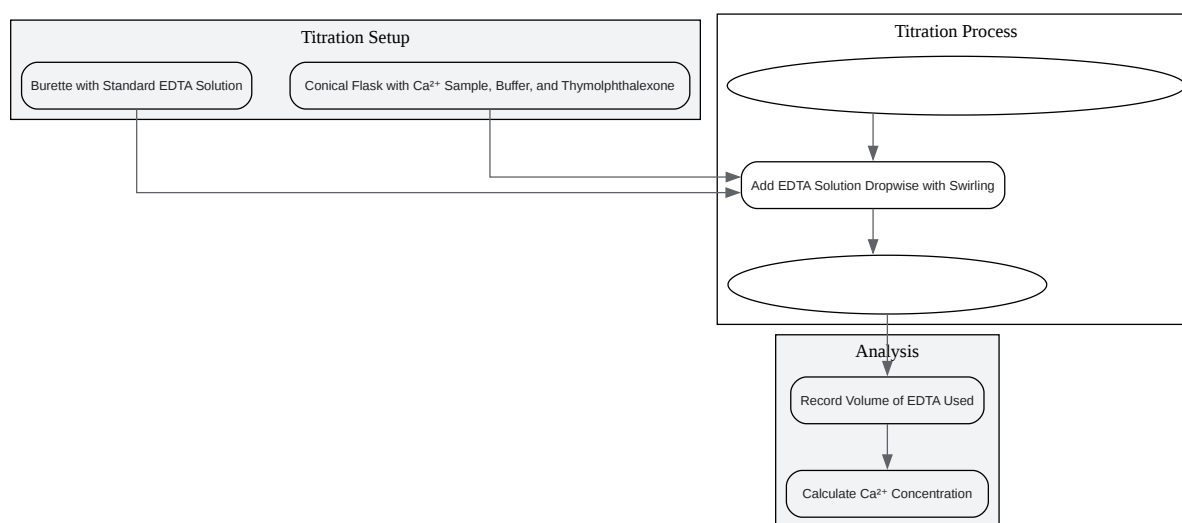 Titration Setup
Burette with Standard EDTA Solution
Conical Flask with Ca²⁺ Sample, Buffer, and Thymolphthalexone
Titration Process
Add EDTA Solution Dropwise with Swirling
Analysis
Record Volume of EDTA Used
Calculate Ca²⁺ Concentration